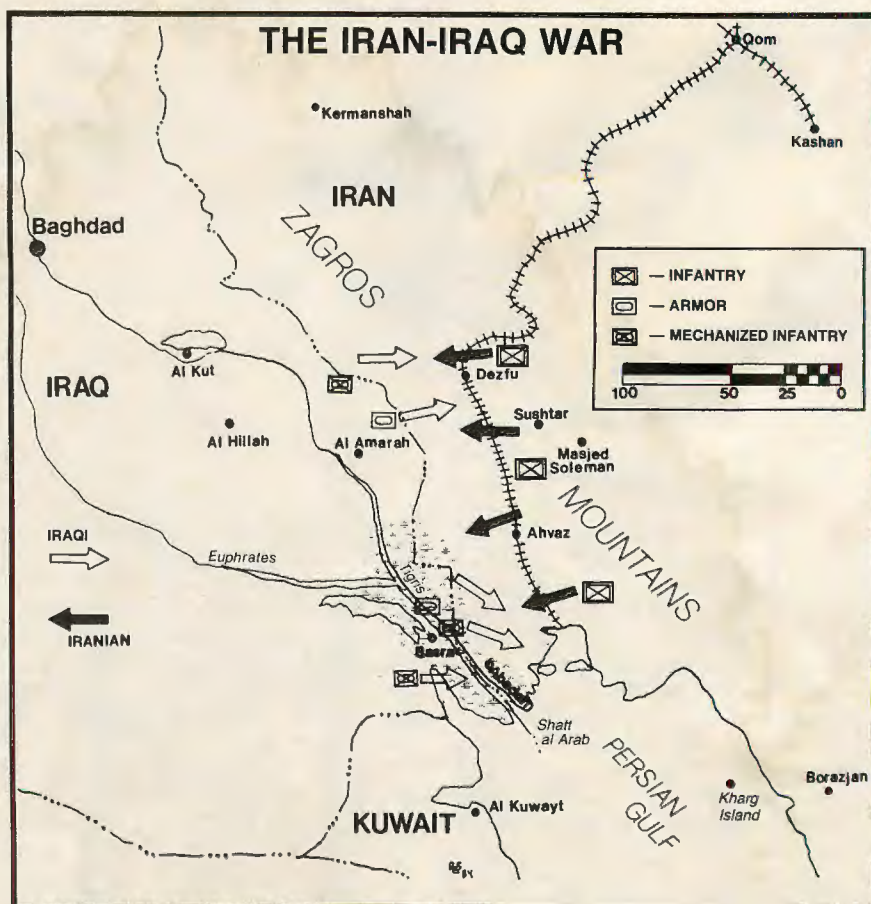 THE IRAN-IRAQ WAR
Qom
Kermanshah
Kashan
IRAN
ZAGROS
Baghdad
— INFANTRY
— ARMOR
— MECHANIZED INFANTRY
100 50 25 0
Al Kut
Dezfu
IRAQ
Sushtar
Al Hillah
Al Amarah
Masjed
Soleman
MOUNTAINS
Ahvaz
IRAQI
Euphrates
Tigris
IRANIAN
Basra
Shatt
al Arab
PERSIAN
GULF
Kharg
Island
Borazjan
Al Kuwayt
KUWAIT